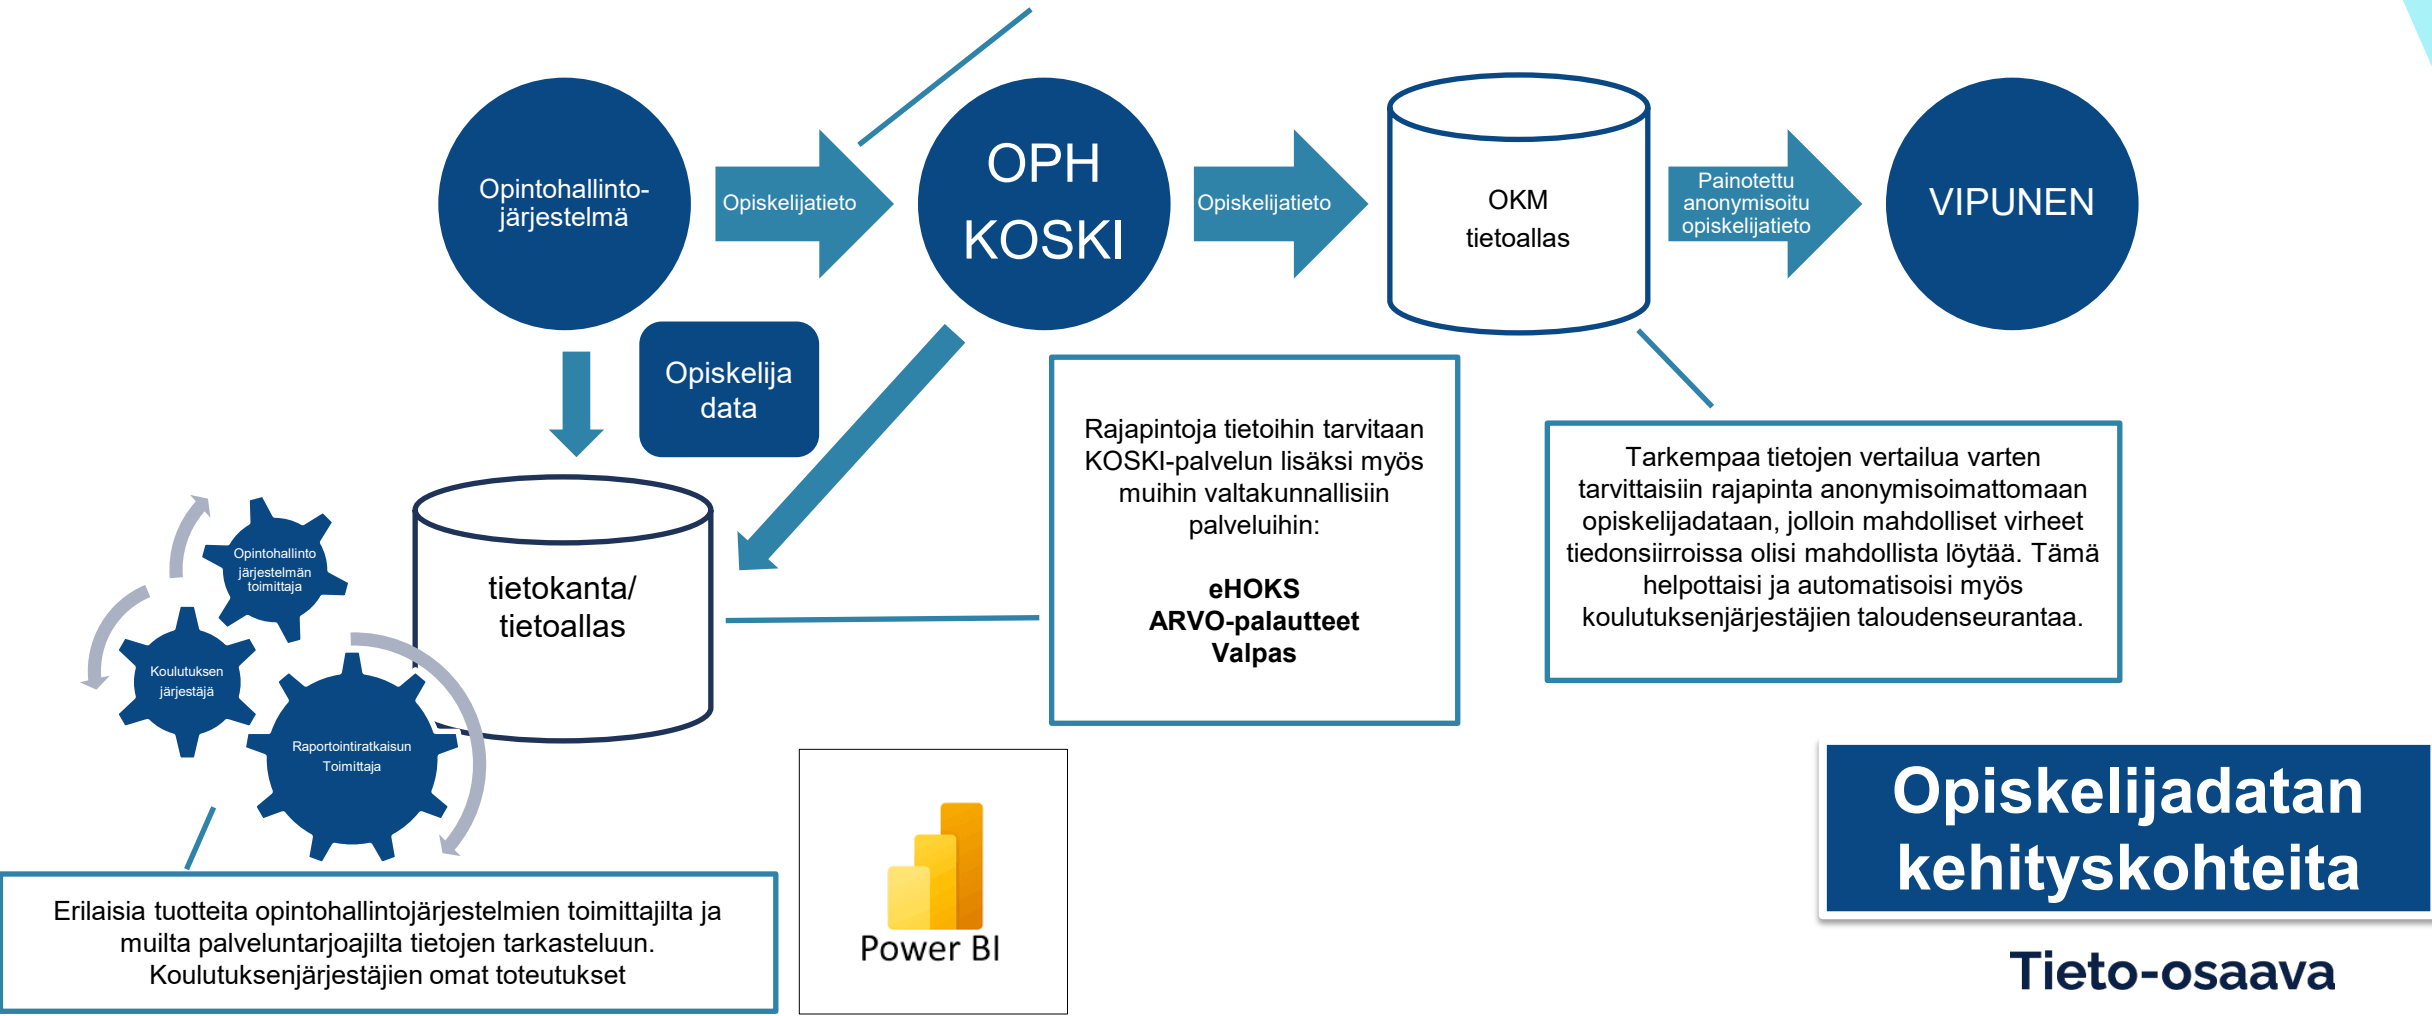 Opintohallinto-
järjestelmä
Opiskelijatieto
OPH
KOSKI
Opiskelijatieto
OKM
tietoallas
Painotettu
anonymisoitu
opiskelijatieto
VIPUNEN
Opiskelija
data
Rajapintoja tietoihin tarvitaan
KOSKI-palvelun lisäksi myös
muihin valtakunnallisiin
palveluihin:
eHOKS
ARVO-palautteet
Valpas
Tarkempaa tietojen vertailua varten
tarvittaisiin rajapinta anonymisoimattomaan
opiskelijadataan, jolloin mahdolliset virheet
tiedonsiirroissa olisi mahdollista löytää. Tämä
helpottaisi ja automatisoisi myös
koulutuksenjärjestäjien taloudenseurantaa.
Opintohallinto
järjestelmän
toimittaja
Koulutuksen
järjestäjä
Raportointiratkaisun
Toimittaja
tietokanta/
tietoallas
Erilaisia tuotteita opintohallintojärjestelmien toimittajilta ja
muilta palveluntarjoajilta tietojen tarkasteluun.
Koulutuksenjärjestäjien omat toteutukset
Power BI
Opiskelijadatan
kehityskohteita
Tieto-osaava